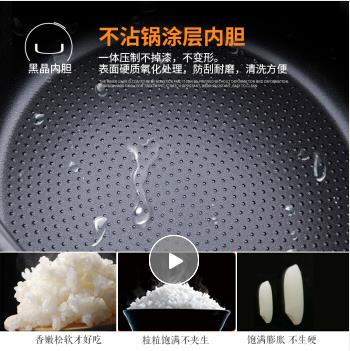 不沾锅涂层内胆
黑晶内胆
一体压制不掉漆，不变形。
表面硬质氧化处理，防刮耐磨，清洗方便
香嫩松软才好吃
粒粒饱满不夹生
饱满膨胀 不生硬